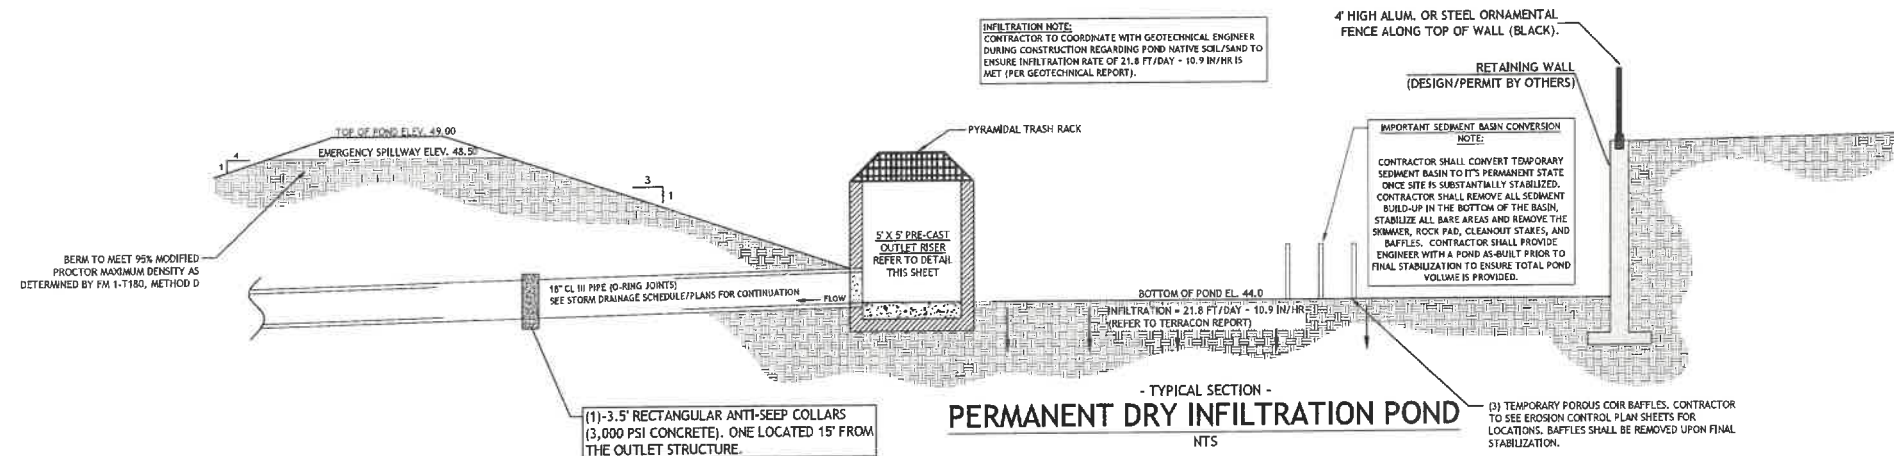 INFILTRATION NOTE:
CONTRACTOR TO COORDINATE WITH GEOTECHNICAL ENGINEER
DURING CONSTRUCTION REGARDING POND NATIVE SOIL/SAND TO
ENSURE INFILTRATION RATE OF 21.8 FT/DAY - 10.9 IN/HR IS
MET (PER GEOTECHNICAL REPORT).
4' HIGH ALUM. OR STEEL ORNAMENTAL
FENCE ALONG TOP OF WALL (BLACK).
RETAINING WALL
(DESIGN/PERMIT BY OTHERS)
TOP OF POND ELEV. 49.00
EMERGENCY SPILLWAY ELEV. 48.50
4
1
3
1
PYRAMIDAL TRASH RACK
IMPORTANT SEDIMENT BASIN CONVERSION
NOTE:
CONTRACTOR SHALL CONVERT TEMPORARY
SEDIMENT BASIN TO IT'S PERMANENT STATE
ONCE SITE IS SUBSTANTIALLY STABILIZED.
CONTRACTOR SHALL REMOVE ALL SEDIMENT
BUILD-UP IN THE BOTTOM OF THE BASIN,
STABILIZE ALL BARE AREAS AND REMOVE THE
SKIMMER, ROCK PAD, CLEANOUT STAKES, AND
BAFFLES. CONTRACTOR SHALL PROVIDE
ENGINEER WITH A POND AS-BUILT PRIOR TO
FINAL STABILIZATION TO ENSURE TOTAL POND
VOLUME IS PROVIDED.
5' X 5' PRE-CAST
OUTLET RISER
REFER TO DETAIL
THIS SHEET
BERM TO MEET 95% MODIFIED
PROCTOR MAXIMUM DENSITY AS
DETERMINED BY FM 1-T180, METHOD D
18" CL III PIPE (O-RING JOINTS)
SEE STORM DRAINAGE SCHEDULE/PLANS FOR CONTINUATION
FLOW
BOTTOM OF POND EL. 44.0
INFILTRATION = 21.8 FT/DAY - 10.9 IN/HR
(REFER TO TERRACON REPORT)
(1)-3.5' RECTANGULAR ANTI-SEEP COLLARS
(3,000 PSI CONCRETE). ONE LOCATED 15' FROM
THE OUTLET STRUCTURE.
- TYPICAL SECTION -
PERMANENT DRY INFILTRATION POND
NTS
(3) TEMPORARY POROUS COIR BAFFLES. CONTRACTOR
TO SEE EROSION CONTROL PLAN SHEETS FOR
LOCATIONS. BAFFLES SHALL BE REMOVED UPON FINAL
STABILIZATION.